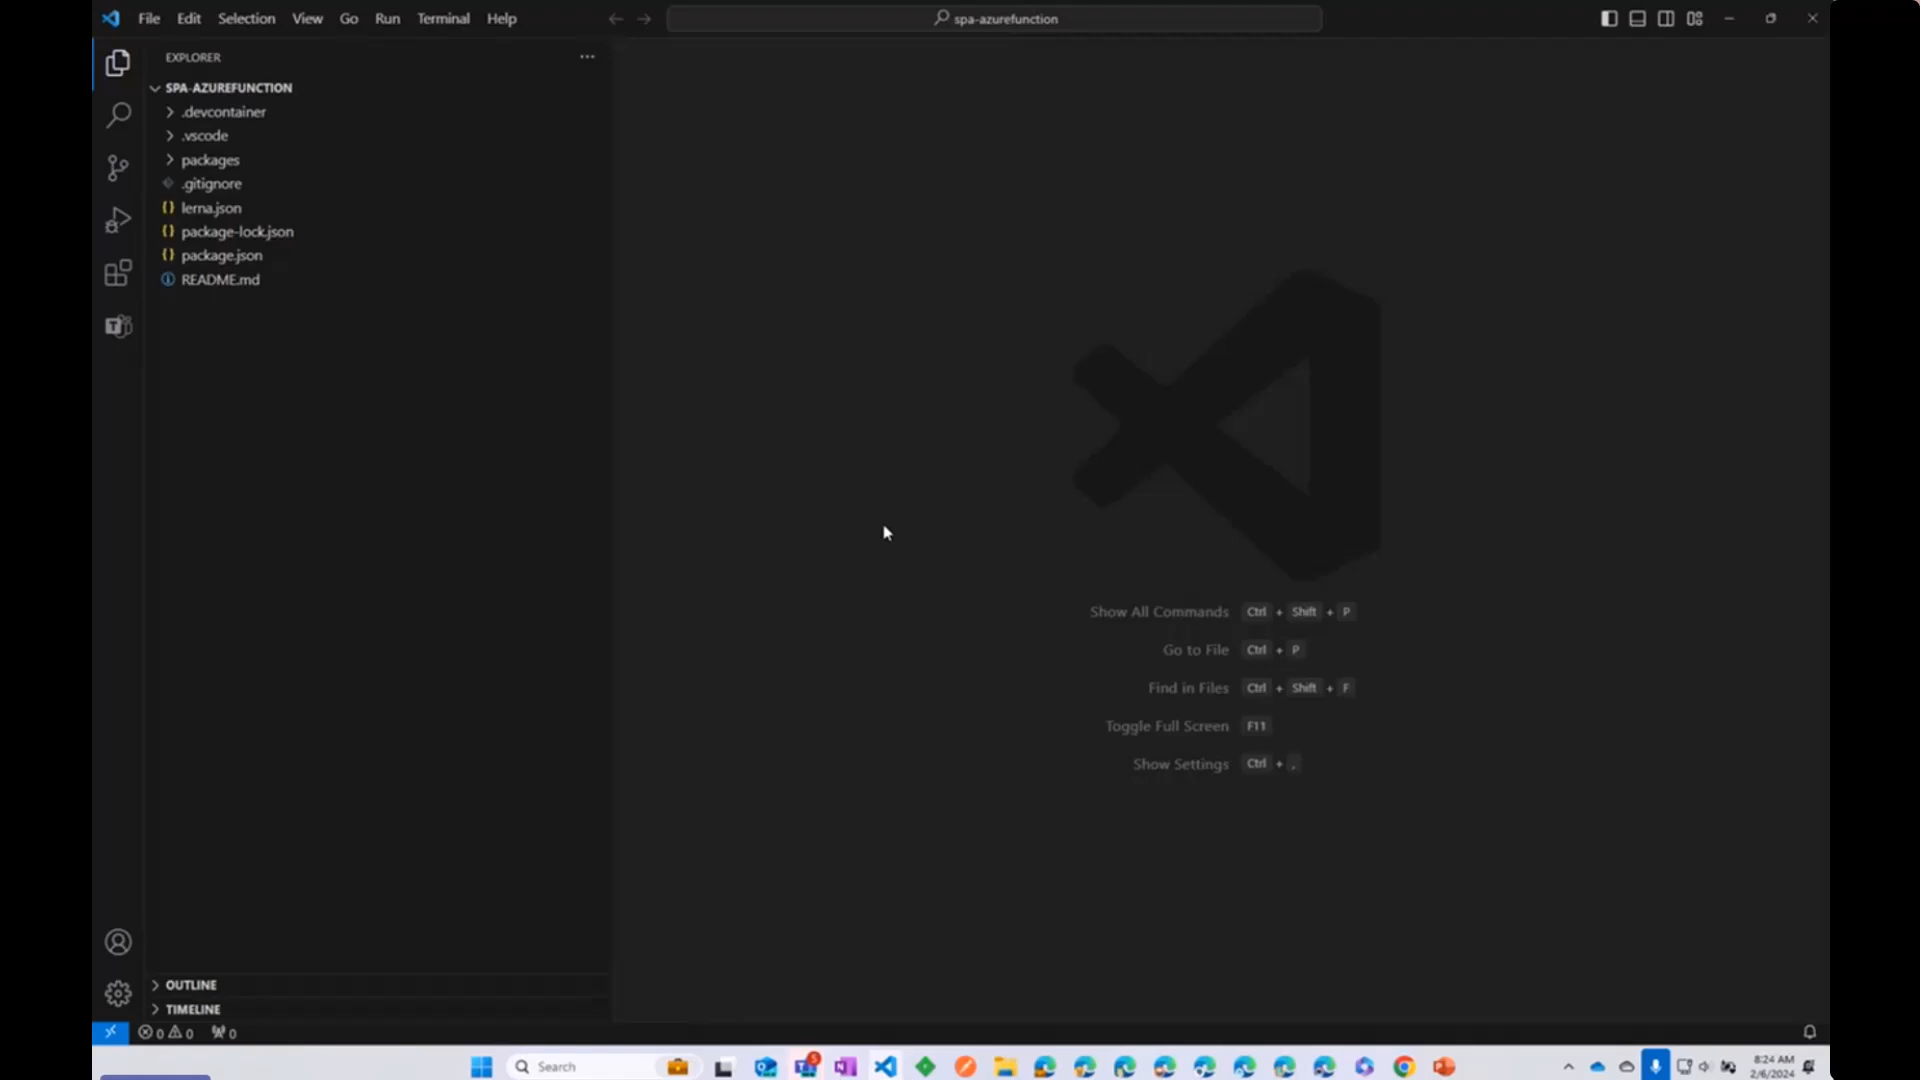 File Edit Selection View Go Run Terminal Help
spa-azurefunction
EXPLORER
SPA-AZUREFUNCTION
.devcontainer
.vscode
packages
.gitignore
lerna.json
package-lock.json
package.json
README.md
Show All Commands Ctrl + Shift + P
Go to File Ctrl + P
Find in Files Ctrl + Shift + F
Toggle Full Screen F11
Show Settings Ctrl + ,
OUTLINE
TIMELINE
0 0 0
Search
5
8:24 AM
2/6/2024